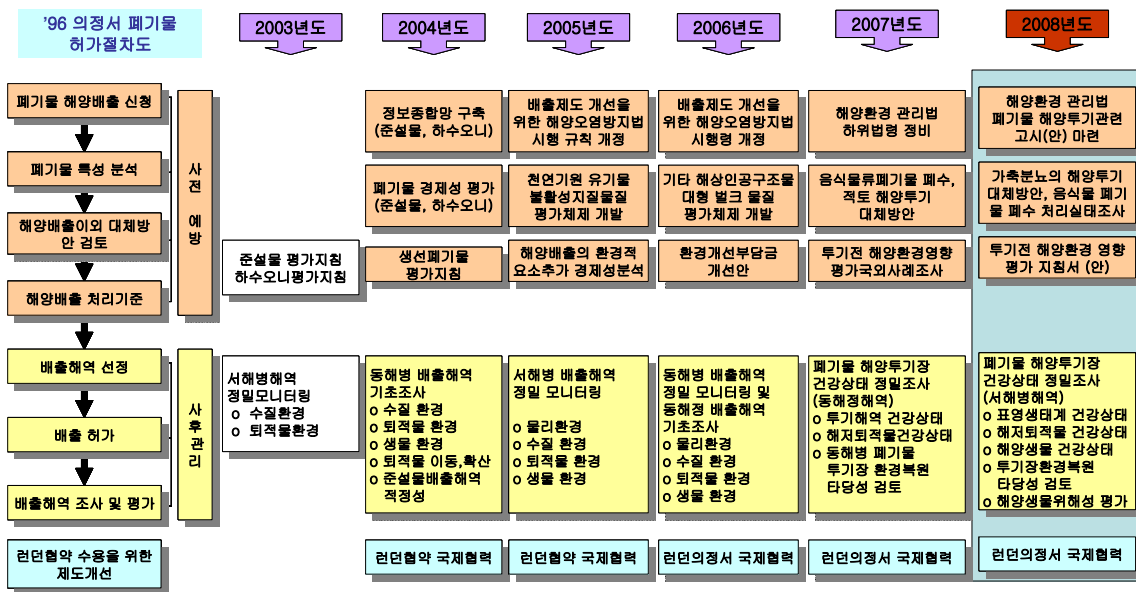 '96 의정서 폐기물
허가절차도
2003년도
2004년도
2005년도
2006년도
2007년도
2008년도
폐기물 해양배출 신청
폐기물 특성 분석
해양배출이외 대체방
안 검토
해양배출 처리기준
배출해역 선정
배출 허가
배출해역 조사 및 평가
런던협약 수용을 위한
제도개선
사전 예방
사후관리
준설물 평가지침
하수오니평가지침
서해병해역
정밀모니터링
o 수질환경
o 퇴적물환경
정보종합망 구축
(준설물, 하수오니)
폐기물 경제성 평가
(준설물, 하수오니)
생선폐기물
평가지침
동해병 배출해역
기초조사
o 수질 환경
o 퇴적물 환경
o 생물 환경
o 퇴적물 이동,확산
o 준설물배출해역
적정성
런던협약 국제협력
배출제도 개선을
위한 해양오염방지법
시행 규칙 개정
천연기원 유기물
불활성지질물질
평가체제 개발
해양배출의 환경적
요소추가 경제성분석
서해병 배출해역
정밀 모니터링
o 물리환경
o 수질 환경
o 퇴적물 환경
o 생물 환경
런던협약 국제협력
배출제도 개선을
위한 해양오염방지법
시행령 개정
기타 해상인공구조물
대형 벌크 물질
평가체제 개발
환경개선부담금
개선안
동해병 배출해역
정밀 모니터링 및
동해정 배출해역
기초조사
o 물리환경
o 수질 환경
o 퇴적물 환경
o 생물 환경
런던의정서 국제협력
해양환경 관리법
하위법령 정비
음식물류폐기물 폐수,
적토 해양투기
대체방안
투기전 해양환경영향
평가국외사례조사
폐기물 해양투기장
건강상태 정밀조사
(동해정해역)
o 투기해역 건강상태
o 해저퇴적물건강상태
o 동해병 폐기물
투기장 환경복원
타당성 검토
런던의정서 국제협력
해양환경 관리법
폐기물 해양투기관련
고시(안) 마련
가축분뇨의 해양투기
대체방안, 음식물 폐기
물 폐수 처리실태조사
투기전 해양환경 영향
평가 지침서 (안)
폐기물 해양투기장
건강상태 정밀조사
(서해병해역)
o 표영생태계 건강상태
o 해저퇴적물 건강상태
o 해양생물 건강상태
o 투기장환경복원
타당성 검토
o 해양생물위해성 평가
런던의정서 국제협력